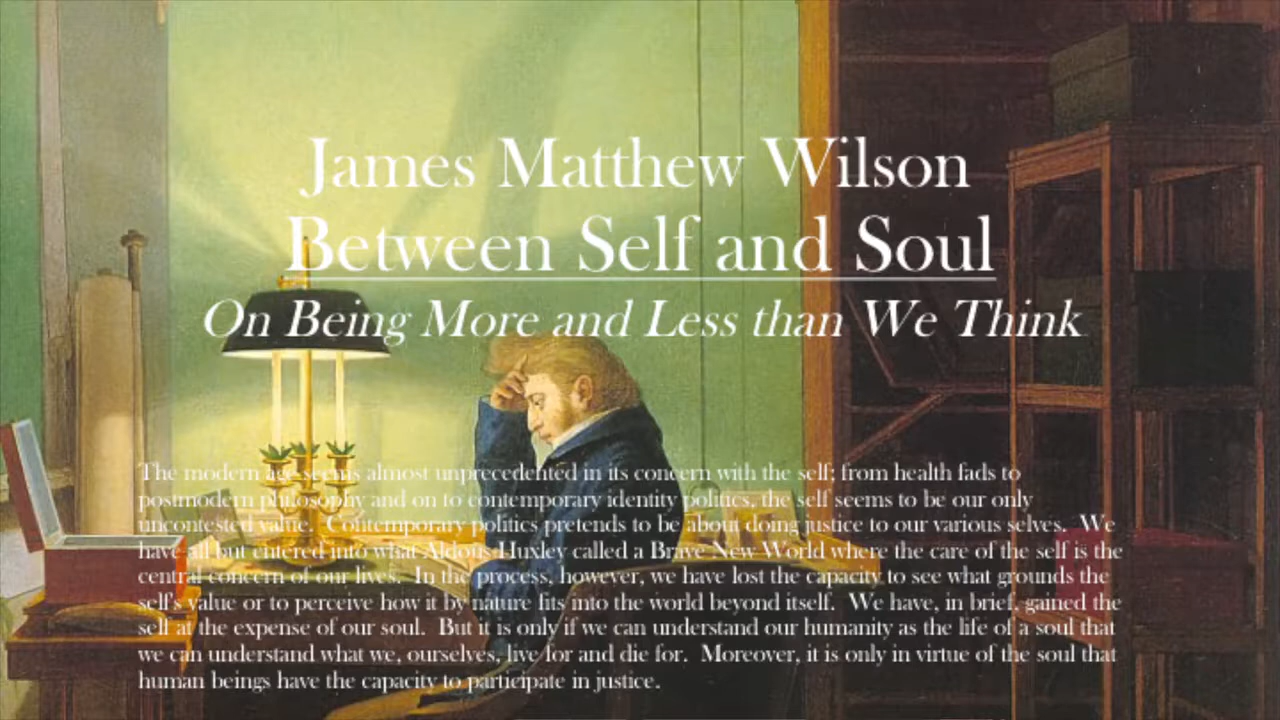 James Matthew Wilson
Between Self and Soul
On Being More and Less than We Think
The modern age seems almost unprecedented in its concern with the self; from health fads to
postmodern philosophy and on to contemporary identity politics, the self seems to be our only
uncontested value.  Contemporary politics pretends to be about doing justice to our various selves.  We
have all but entered into what Aldous Huxley called a Brave New World where the care of the self is the
central concern of our lives.  In the process, however, we have lost the capacity to see what grounds the
self's value or to perceive how it by nature fits into the world beyond itself.  We have, in brief, gained the
self at the expense of our soul.  But it is only if we can understand our humanity as the life of a soul that
we can understand what we, ourselves, live for and die for.  Moreover, it is only in virtue of the soul that
human beings have the capacity to participate in justice.